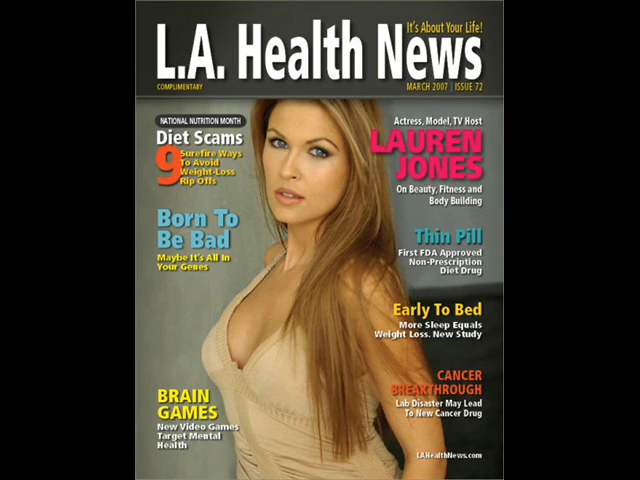 It's About Your Life!
L.A. Health News
COMPLIMENTARY
MARCH 2007 | ISSUE 72
NATIONAL NUTRITION MONTH
Diet Scams
9 Surefire Ways
To Avoid
Weight-Loss
Rip Offs
Born To
Be Bad
Maybe It's All In
Your Genes
BRAIN
GAMES
New Video Games
Target Mental
Health
Actress, Model, TV Host
LAUREN
JONES
On Beauty, Fitness and
Body Building
Thin Pill
First FDA Approved
Non-Prescription
Diet Drug
Early To Bed
More Sleep Equals
Weight Loss. New Study
CANCER
BREAKTHROUGH
Lab Disaster May Lead
To New Cancer Drug
LAHealthNews.com